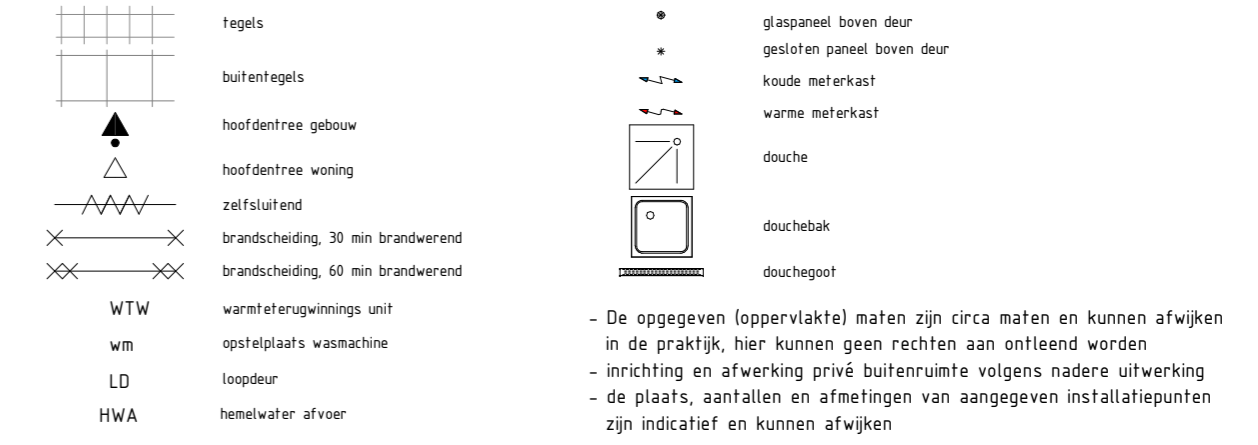 tegels
buitentegels
hoofdentree gebouw
hoofdentree woning
zelfsluitend
brandscheiding, 30 min brandwerend
brandscheiding, 60 min brandwerend
WTW warmteterugwinnings unit
wm opstelplaats wasmachine
LD loopdeur
HWA hemelwater afvoer
glaspaneel boven deur
gesloten paneel boven deur
koude meterkast
warme meterkast
douche
douchebak
douchegoot
- De opgegeven (oppervlakte) maten zijn circa maten en kunnen afwijken
in de praktijk, hier kunnen geen rechten aan ontleend worden
- inrichting en afwerking privé buitenruimte volgens nadere uitwerking
- de plaats, aantallen en afmetingen van aangegeven installatiepunten
zijn indicatief en kunnen afwijken